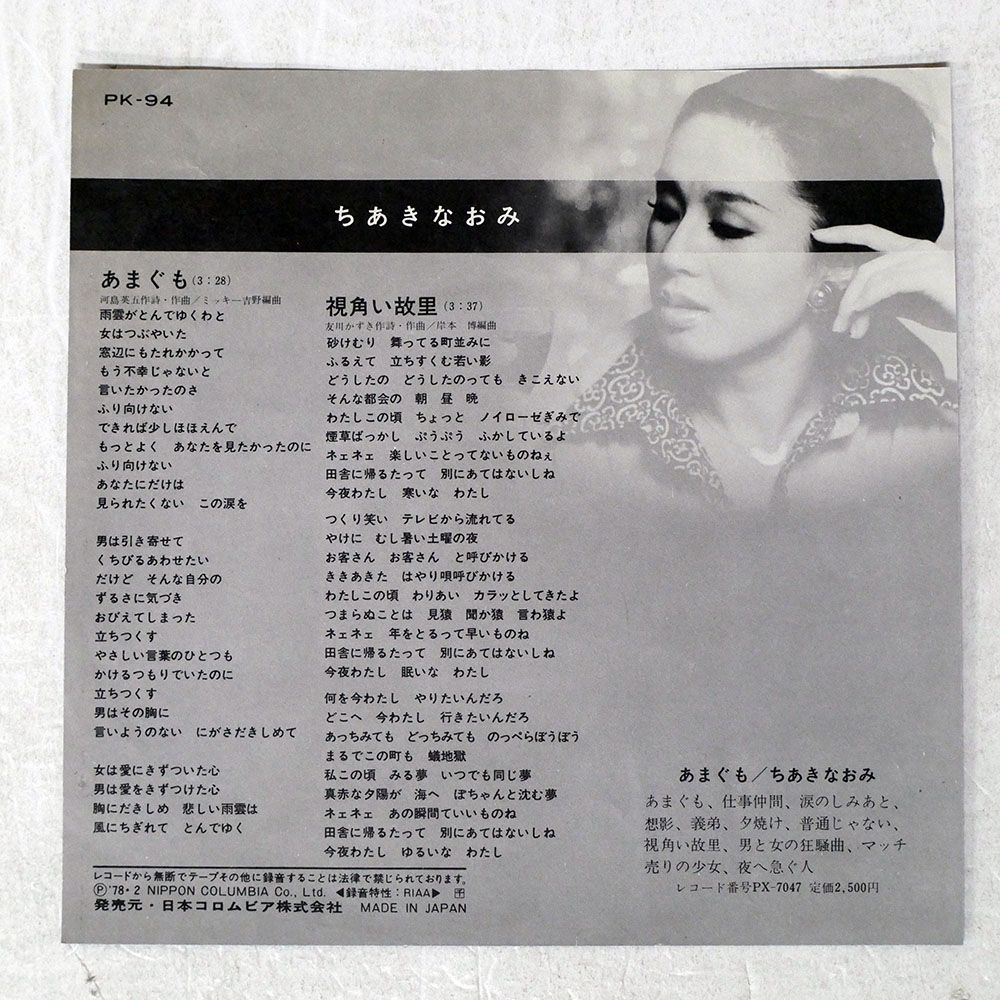 PK-94
ちあきなおみ
あまぐも(3:28)
河島英五作詩・作曲／ミッキー吉野編曲
雨雲がとんでゆくわと
女はつぶやいた
窓辺にもたれかかって
もう不幸じゃないと
言いたかったのさ
ふり向けない
できれば少しほほえんで
もっとよく　あなたを見たかったのに
ふり向けない
あなたにだけは
見られたくない　この涙を
男は引き寄せて
くちびるあわせたい
だけど　そんな自分の
ずるさに気づき
おびえてしまった
立ちつくす
やさしい言葉のひとつも
かけるつもりでいたのに
立ちつくす
男はその胸に
言いようのない　にがさだきしめて
女は愛にきずついた心
男は愛をきずつけた心
胸にだきしめ　悲しい雨雲は
風にちぎれて　とんでゆく
視角い故里(3:37)
友川かずき作詩・作曲／岸本　博編曲
砂けむり　舞ってる町並みに
ふるえて　立ちすくむ若い影
どうしたの　どうしたのっても　きこえない
そんな都会の　朝　昼　晩
わたしこの頃　ちょっと　ノイローゼぎみで
煙草ばっかし　ぷうぷう　ふかしているよ
ネェネェ　楽しいことってないものねぇ
田舎に帰るたって　別にあてはないしね
今夜わたし　寒いな　わたし
つくり笑い　テレビから流れてる
やけに　むし暑い土曜の夜
お客さん　お客さん　と呼びかける
ききあきた　はやり唄呼びかける
わたしこの頃　わりあい　カラッとしてきたよ
つまらぬことは　見猿　聞か猿　言わ猿よ
ネェネェ　年をとるって早いものね
田舎に帰るたって　別にあてはないしね
今夜わたし　眠いな　わたし
何を今わたし　やりたいんだろ
どこへ　今わたし　行きたいんだろ
あっちみても　どっちみても　のっぺらぼうぼう
まるでこの町も　蟻地獄
私この頃　みる夢　いつでも同じ夢
真赤な夕陽が　海へ　ぽちゃんと沈む夢
ネェネェ　あの瞬間ていいものね
田舎に帰るたって　別にあてはないしね
今夜わたし　ゆるいな　わたし
あまぐも／ちあきなおみ
あまぐも、仕事仲間、涙のしみあと、
想影、義弟、夕焼け、普通じゃない、
視角い故里、男と女の狂騒曲、マッチ
売りの少女、夜へ急ぐ人
レコード番号PX-7047　定価2,500円
レコードから無断でテープその他に録音することは法律で禁じられております。
Ⓟ'78・2 NIPPON COLUMBIA Co., Ltd. ◀録音特性：RIAA▶
発売元・日本コロムビア株式会社　MADE IN JAPAN